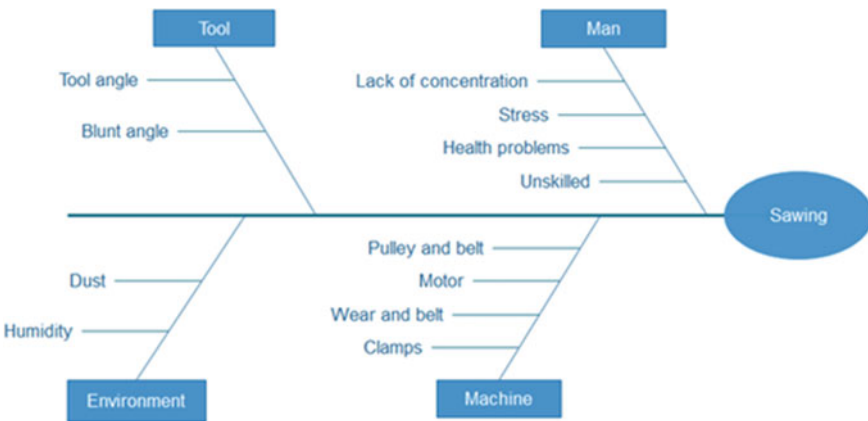 Tool
Man
Tool angle
Blunt angle
Lack of concentration
Stress
Health problems
Unskilled
Sawing
Dust
Humidity
Pulley and belt
Motor
Wear and belt
Clamps
Environment
Machine